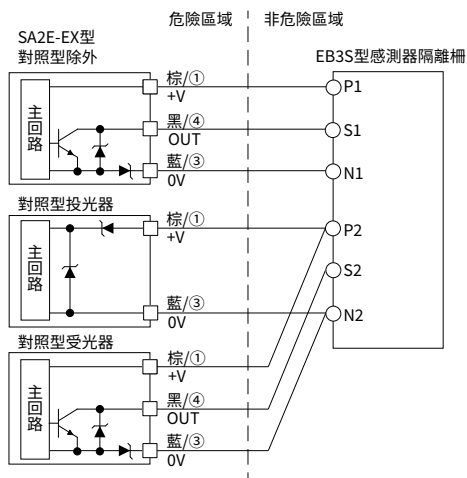 危險區域
非危險區域
SA2E-EX型
對照型除外
EB3S型感測器隔離柵
主回路
棕/①
+V
黑/④
OUT
藍/③
0V
P1
S1
N1
對照型投光器
主回路
棕/①
+V
藍/③
0V
P2
S2
N2
對照型受光器
主回路
棕/①
+V
黑/④
OUT
藍/③
0V